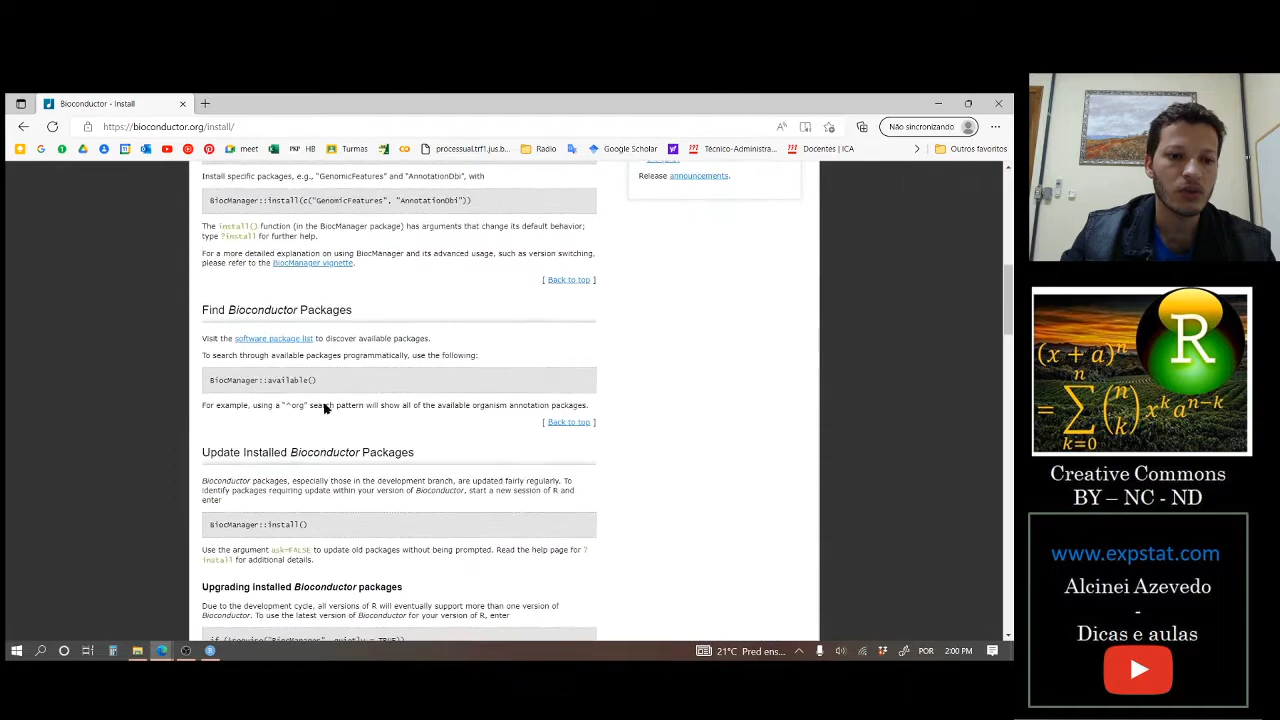 Bioconductor - Install
https://bioconductor.org/install/
Não sincronizando
meet
HB
Turmas
processual.trf1.jus.b...
Radio
Google Scholar
Tecnico-Administra...
Docentes | ICA
Outros favoritos
Install specific packages, e.g., "GenomicFeatures" and "AnnotationDbi", with
BiocManager::install(c("GenomicFeatures", "AnnotationDbi"))
The install() function (in the BiocManager package) has arguments that change its default behavior;
type ?install for further help.
For a more detailed explanation on using BiocManager and its advanced usage, such as version switching,
please refer to the BiocManager vignette.
[ Back to top ]
Release announcements.
Find Bioconductor Packages
Visit the software package list to discover available packages.
To search through available packages programmatically, use the following:
BiocManager::available()
For example, using a "^org" search pattern will show all of the available organism annotation packages.
[ Back to top ]
Update Installed Bioconductor Packages
Bioconductor packages, especially those in the development branch, are updated fairly regularly. To
identify packages requiring update within your version of Bioconductor, start a new session of R and
enter
BiocManager::install()
Use the argument ask=FALSE to update old packages without being prompted. Read the help page for ?
install for additional details.
Upgrading installed Bioconductor packages
Due to the development cycle, all versions of R will eventually support more than one version of
Bioconductor. To use the latest version of Bioconductor for your version of R, enter
if (!require("BiocManager", quietly = TRUE))
21°C Pred ens...
POR
2:00 PM
R
(x + a)^n
= ∑ (n k) x^k a^{n−k}
n
k=0
Creative Commons
BY – NC - ND
www.expstat.com
Alcinei Azevedo
-
Dicas e aulas